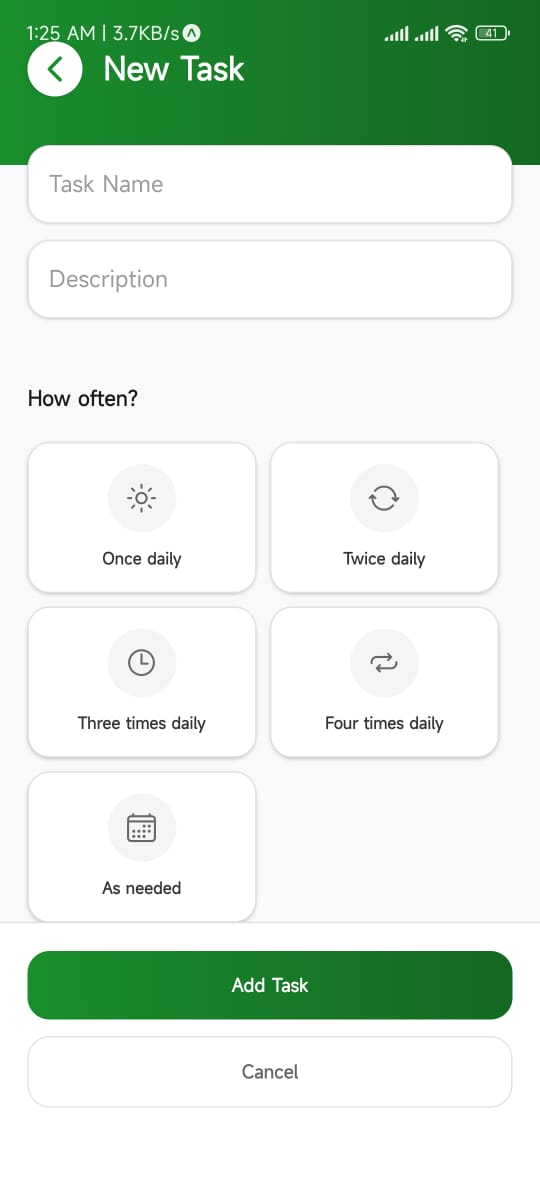 1:25 AM | 3.7KB/s
41
New Task
Task Name
Description
How often?
Once daily
Twice daily
Three times daily
Four times daily
As needed
Add Task
Cancel